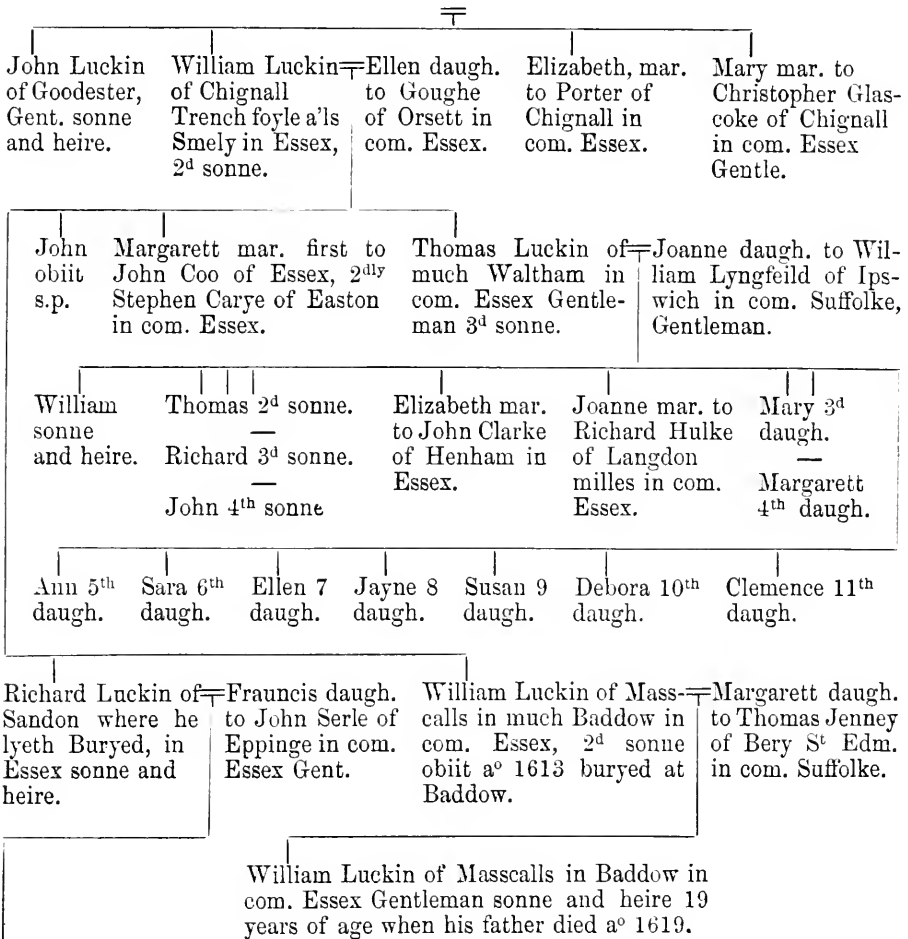 John Luckin
of Goodester,
Gent. sonne
and heire.
William Luckin
of Chignall
Trench foyle a'ls
Smely in Essex,
2d sonne.
Ellen daugh.
to Goughe
of Orsett in
com. Essex.
Elizabeth, mar.
to Porter of
Chignall in
com. Essex.
Mary mar. to
Christopher Glas-
coke of Chignall
in com. Essex
Gentle.
John
obiit
s.p.
Margarett mar. first to
John Coo of Essex, 2dly
Stephen Carye of Easton
in com. Essex.
Thomas Luckin of
much Waltham in
com. Essex Gentle-
man 3d sonne.
Joanne daugh. to Wil-
liam Lyngfeild of Ips-
wich in com. Suffolke,
Gentleman.
William
sonne
and heire.
Thomas 2d sonne.
—
Richard 3d sonne.
—
John 4th sonne
Elizabeth mar.
to John Clarke
of Henham in
Essex.
Joanne mar. to
Richard Hulke
of Langdon
milles in com.
Essex.
Mary 3d
daugh.
—
Margarett
4th daugh.
Ann 5th
daugh.
Sara 6th
daugh.
Ellen 7
daugh.
Jayne 8
daugh.
Susan 9
daugh.
Debora 10th
daugh.
Clemence 11th
daugh.
Richard Luckin of
Sandon where he
lyeth Buryed, in
Essex sonne and
heire.
Frauncis daugh.
to John Serle of
Eppinge in com.
Essex Gent.
William Luckin of Mass-
calls in much Baddow in
com. Essex, 2d sonne
obiit ao 1613 buryed at
Baddow.
Margarett daugh.
to Thomas Jenney
of Bery St Edm.
in com. Suffolke.
William Luckin of Masscalls in Baddow in
com. Essex Gentleman sonne and heire 19
years of age when his father died ao 1619.